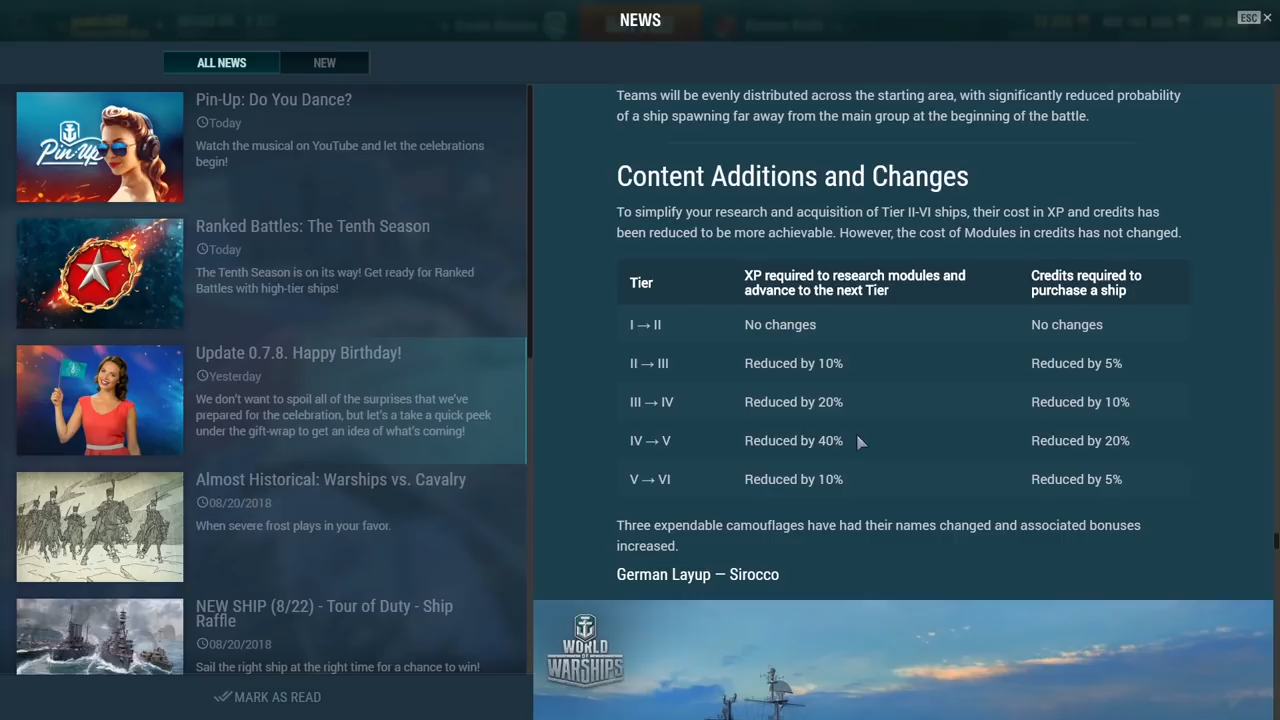 NEWS
ESC
ALL NEWS
NEW
Pin-Up: Do You Dance?
Today
Watch the musical on YouTube and let the celebrations
begin!
Pin-Up
Ranked Battles: The Tenth Season
Today
The Tenth Season is on its way! Get ready for Ranked
Battles with high-tier ships!
Update 0.7.8. Happy Birthday!
Yesterday
We don't want to spoil all of the surprises that we've
prepared for the celebration, but let's a take a quick peek
under the gift-wrap to get an idea of what's coming!
Almost Historical: Warships vs. Cavalry
08/20/2018
When severe frost plays in your favor.
NEW SHIP (8/22) - Tour of Duty - Ship
Raffle
08/20/2018
Sail the right ship at the right time for a chance to win!
MARK AS READ
Teams will be evenly distributed across the starting area, with significantly reduced probability
of a ship spawning far away from the main group at the beginning of the battle.
Content Additions and Changes
To simplify your research and acquisition of Tier II-VI ships, their cost in XP and credits has
been reduced to be more achievable. However, the cost of Modules in credits has not changed.
Tier XP required to research modules and advance to the next Tier Credits required to purchase a ship
I → II No changes No changes
II → III Reduced by 10% Reduced by 5%
III → IV Reduced by 20% Reduced by 10%
IV → V Reduced by 40% Reduced by 20%
V → VI Reduced by 10% Reduced by 5%
Three expendable camouflages have had their names changed and associated bonuses
increased.
German Layup — Sirocco
WORLD
OF
WARSHIPS